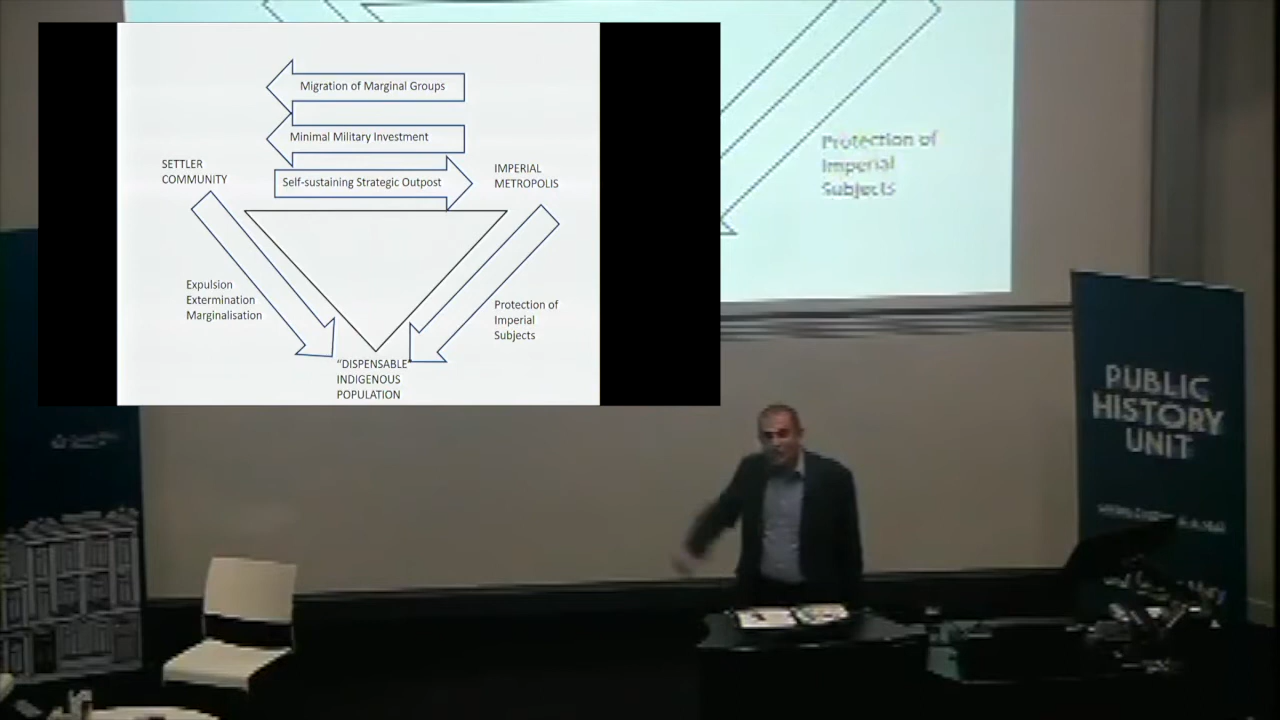 Migration of Marginal Groups
Minimal Military Investment
SETTLER
COMMUNITY
Self-sustaining Strategic Outpost
IMPERIAL
METROPOLIS
Expulsion
Extermination
Marginalisation
Protection of
Imperial
Subjects
“DISPENSABLE”
INDIGENOUS
POPULATION
Protection of
Imperial
Subjects
PUBLIC
HISTORY
UNIT